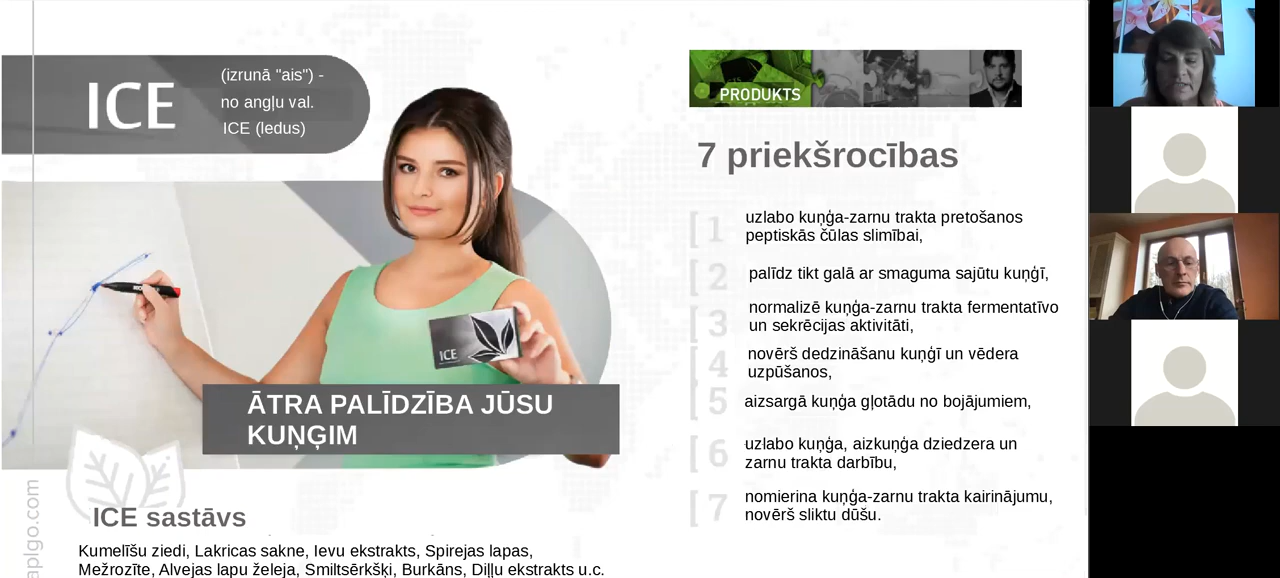 ICE
(izrunā "ais") -
no angļu val.
ICE (ledus)
ICE
ĀTRA PALĪDZĪBA JŪSU
KUŅĢIM
aplgo.com
ICE sastāvs
Kumelīšu ziedi, Lakricas sakne, Ievu ekstrakts, Spirejas lapas,
Mežrozīte, Alvejas lapu želeja, Smiltsērkšķi, Burkāns, Diļļu ekstrakts u.c.
PRODUKTS
7 priekšrocības
[ 1
uzlabo kuņģa-zarnu trakta pretošanos
peptiskās čūlas slimībai,
[ 2
palīdz tikt galā ar smaguma sajūtu kuņģī,
[ 3
normalizē kuņģa-zarnu trakta fermentatīvo
un sekrēcijas aktivitāti,
[ 4
novērš dedzināšanu kuņģī un vēdera
uzpūšanos,
[ 5
aizsargā kuņģa gļotādu no bojājumiem,
[ 6
uzlabo kuņģa, aizkuņģa dziedzera un
zarnu trakta darbību,
[ 7
nomierina kuņģa-zarnu trakta kairinājumu,
novērš sliktu dūšu.